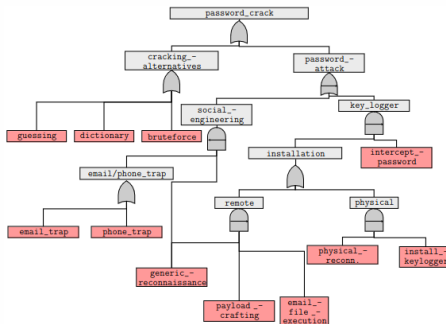 password_crack
cracking_-
alternatives
password_-
attack
social_-
engineering
key_logger
guessing
dictionary
bruteforce
installation
intercept_-
password
email/phone_trap
remote
physical
email_trap
phone_trap
generic_-
reconnaissance
physical_-
reconn.
install_-
keylogger
payload_-
crafting
email_-
file_-
execution